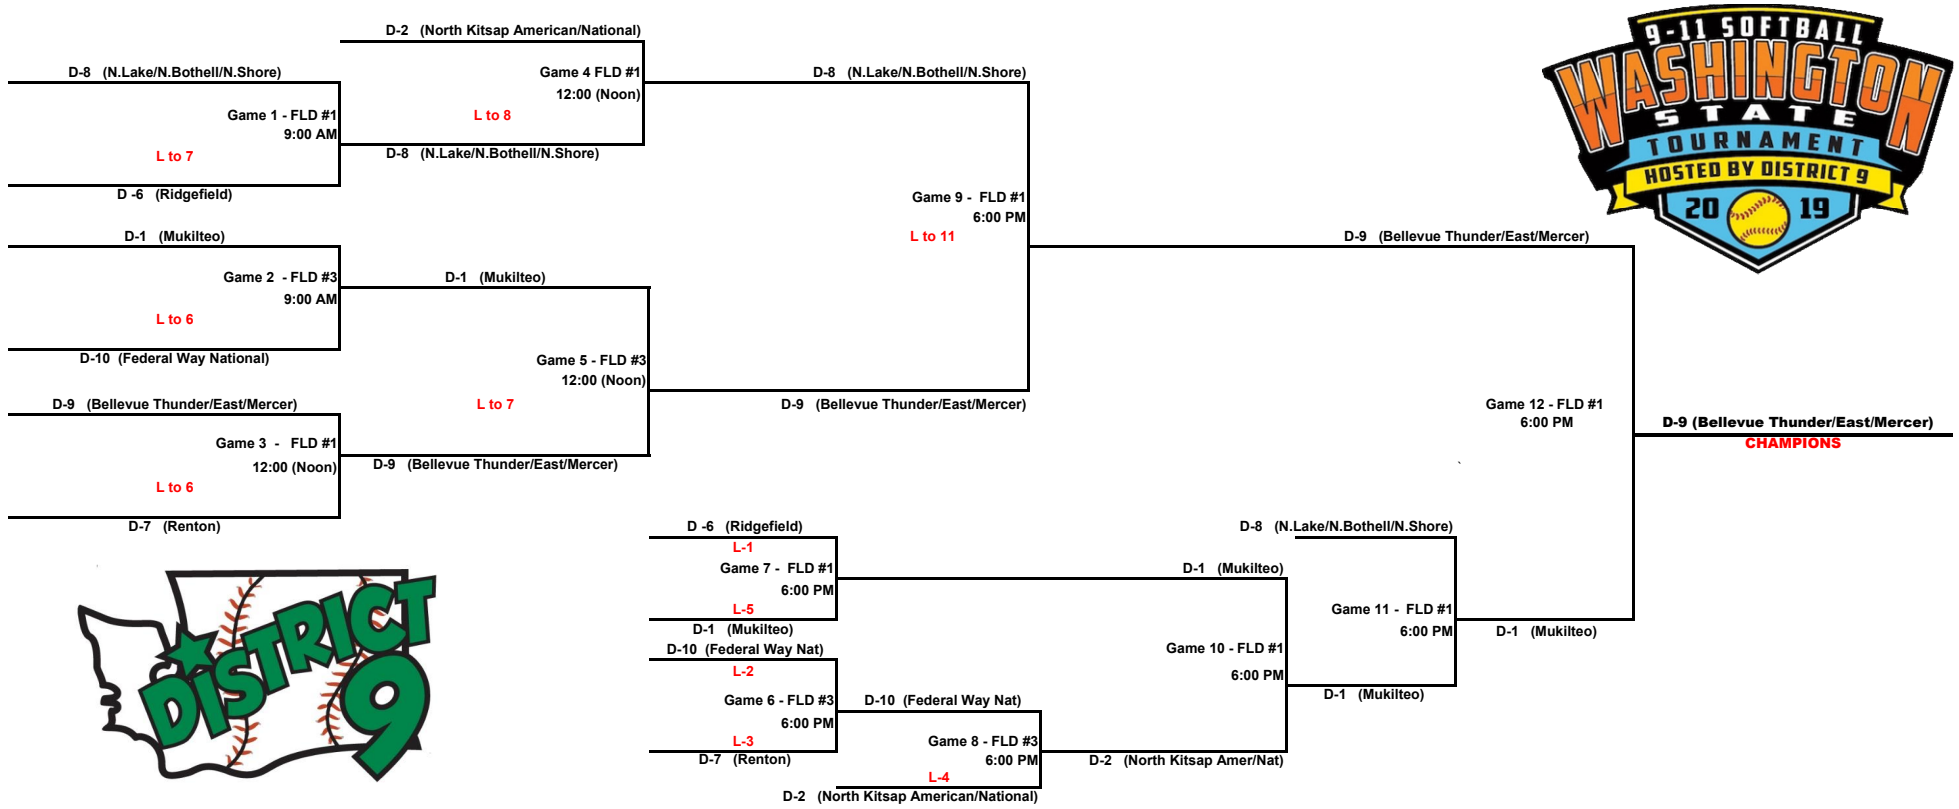 D-2 (North Kitsap American/National)
D-8 (N.Lake/N.Bothell/N.Shore)
Game 4 FLD #1
12:00 (Noon)
L to 8
D-8 (N.Lake/N.Bothell/N.Shore)
Game 1 - FLD #1
9:00 AM
L to 7
D -6 (Ridgefield)
D-8 (N.Lake/N.Bothell/N.Shore)
Game 9 - FLD #1
6:00 PM
L to 11
D-1 (Mukilteo)
Game 2 - FLD #3
9:00 AM
L to 6
D-10 (Federal Way National)
D-1 (Mukilteo)
Game 5 - FLD #3
12:00 (Noon)
L to 7
D-9 (Bellevue Thunder/East/Mercer)
D-9 (Bellevue Thunder/East/Mercer)
Game 3 - FLD #1
12:00 (Noon)
L to 6
D-7 (Renton)
D-9 (Bellevue Thunder/East/Mercer)
D-9 (Bellevue Thunder/East/Mercer)
Game 12 - FLD #1
6:00 PM
D-9 (Bellevue Thunder/East/Mercer)
CHAMPIONS
9-11 SOFTBALL
WASHINGTON
STATE
TOURNAMENT
HOSTED BY DISTRICT 9
20 19
D -6 (Ridgefield)
L-1
Game 7 - FLD #1
6:00 PM
L-5
D-1 (Mukilteo)
D-10 (Federal Way Nat)
L-2
Game 6 - FLD #3
6:00 PM
L-3
D-7 (Renton)
D-10 (Federal Way Nat)
Game 8 - FLD #3
6:00 PM
L-4
D-2 (North Kitsap American/National)
D-1 (Mukilteo)
Game 10 - FLD #1
6:00 PM
D-2 (North Kitsap Amer/Nat)
D-8 (N.Lake/N.Bothell/N.Shore)
Game 11 - FLD #1
6:00 PM
D-1 (Mukilteo)
D-1 (Mukilteo)
DiSTRICT
9